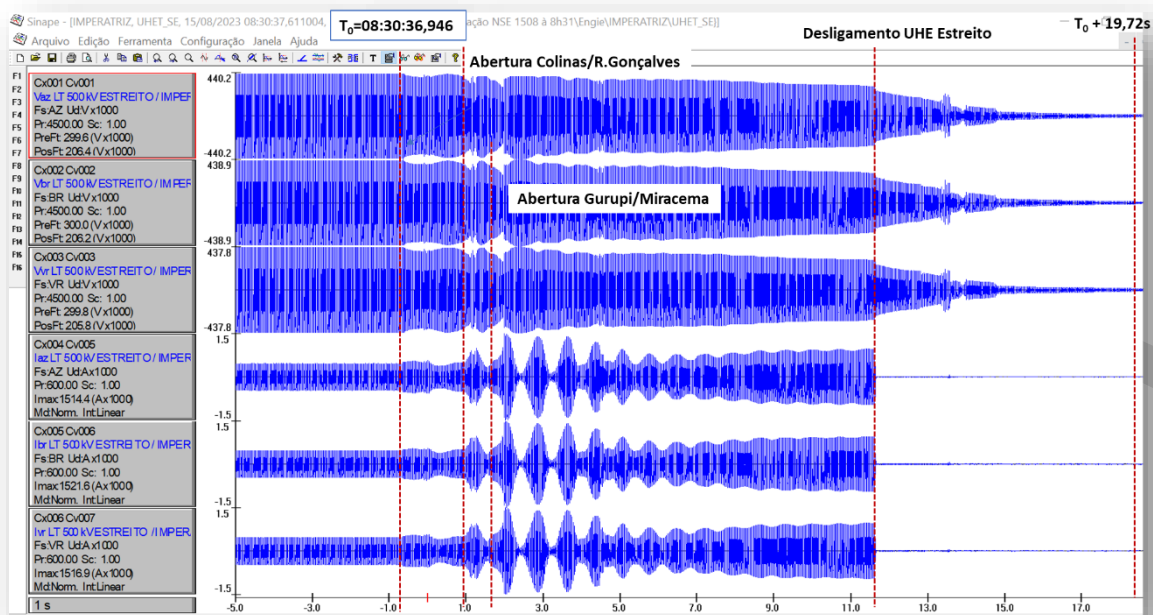 Sinape - [IMPERATRIZ, UHET_SE, 15/08/2023 08:30:37,611004,
ação NSE 1508 à 8h31\Engie\IMPERATRIZ\UHET_SE)]
T0=08:30:36,946
Desligamento UHE Estreito
T0 + 19,72s
Arquivo Edição Ferramenta Configuração Janela Ajuda
Abertura Colinas/R.Gonçalves
F1
F2
F3
F4
F5
F6
F7
F8
F9
F10
F11
F12
F13
F14
F15
F16
Cx001 Cv001
Vaz LT 500 kV ESTREITO / IMPER
Fs:AZ Ud:V x1000
Pr:4500.00 Sc: 1.00
PreFt: 299.6 (V x1000)
PosFt: 206.4 (V x1000)
440.2
-440.2
Cx002 Cv002
Vbr LT 500 kV ESTREITO / IMPER
Fs:BR Ud:V x1000
Pr:4500.00 Sc: 1.00
PreFt: 300.0 (V x1000)
PosFt: 206.2 (V x1000)
438.9
-438.9
Abertura Gurupi/Miracema
Cx003 Cv003
Vvr LT 500 kV ESTREITO / IMPER
Fs:VR Ud:V x1000
Pr:4500.00 Sc: 1.00
PreFt: 299.8 (V x1000)
PosFt: 205.8 (V x1000)
437.8
-437.8
Cx004 Cv005
Iaz LT 500 kV ESTREITO / IMPER
Fs:AZ Ud:A x1000
Pr:600.00 Sc: 1.00
Imax:1514.4 (A x1000)
Md:Norm. Int:Linear
1.5
-1.5
Cx005 Cv006
Ibr LT 500 kV ESTREITO / IMPER
Fs:BR Ud:A x1000
Pr:600.00 Sc: 1.00
Imax:1521.6 (A x1000)
Md:Norm. Int:Linear
1.5
-1.5
Cx006 Cv007
Ivr LT 500 kV ESTREITO / IMPER
Fs:VR Ud:A x1000
Pr:600.00 Sc: 1.00
Imax:1516.9 (A x1000)
Md:Norm. Int:Linear
1.5
-1.5
1 s
-5.0 -3.0 -1.0 1.0 3.0 5.0 7.0 9.0 11.0 13.0 15.0 17.0